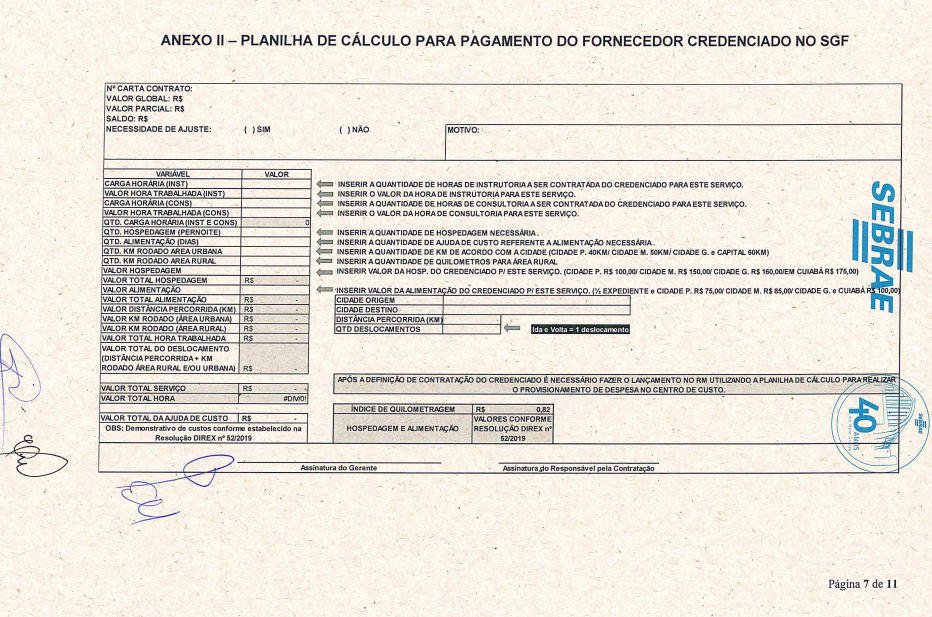 ANEXO II – PLANILHA DE CÁLCULO PARA PAGAMENTO DO FORNECEDOR CREDENCIADO NO SGF
Nº CARTA CONTRATO:
VALOR GLOBAL: R$
VALOR PARCIAL: R$
SALDO: R$
NECESSIDADE DE AJUSTE: ( ) SIM ( ) NÃO MOTIVO:
VARIÁVEL VALOR
CARGA HORÁRIA (INST) INSERIR A QUANTIDADE DE HORAS DE INSTRUTORIA A SER CONTRATADA DO CREDENCIADO PARA ESTE SERVIÇO.
VALOR HORA TRABALHADA (INST) INSERIR O VALOR DA HORA DE INSTRUTORIA PARA ESTE SERVIÇO.
CARGA HORÁRIA (CONS) INSERIR A QUANTIDADE DE HORAS DE CONSULTORIA A SER CONTRATADA DO CREDENCIADO PARA ESTE SERVIÇO.
VALOR HORA TRABALHADA (CONS) INSERIR O VALOR DA HORA DE CONSULTORIA PARA ESTE SERVIÇO.
QTD. CARGA HORÁRIA (INST E CONS) 0
QTD. HOSPEDAGEM (PERNOITE) INSERIR A QUANTIDADE DE HOSPEDAGEM NECESSÁRIA.
QTD. ALIMENTAÇÃO (DIAS) INSERIR A QUANTIDADE DE AJUDA DE CUSTO REFERENTE A ALIMENTAÇÃO NECESSÁRIA.
QTD. KM RODADO AREA URBANA INSERIR A QUANTIDADE DE KM DE ACORDO COM A CIDADE (CIDADE P. 40KM/ CIDADE M. 50KM/ CIDADE G. e CAPITAL 60KM)
QTD. KM RODADO AREA RURAL INSERIR A QUANTIDADE DE QUILOMETROS PARA ÁREA RURAL
VALOR HOSPEDAGEM INSERIR VALOR DA HOSP. DO CREDENCIADO P/ ESTE SERVIÇO. (CIDADE P. R$ 100,00/ CIDADE M. R$ 150,00/ CIDADE G. R$ 160,00/EM CUIABÁ R$ 175,00)
VALOR TOTAL HOSPEDAGEM R$ -
VALOR ALIMENTAÇÃO INSERIR VALOR DA ALIMENTAÇÃO DO CREDENCIADO P/ ESTE SERVIÇO. (½ EXPEDIENTE e CIDADE P. R$ 75,00/ CIDADE M. R$ 85,00/ CIDADE G. e CUIABÁ R$ 100,00)
VALOR TOTAL ALIMENTAÇÃO R$ - CIDADE ORIGEM
VALOR DISTÂNCIA PERCORRIDA (KM) R$ - CIDADE DESTINO
VALOR KM RODADO (ÁREA URBANA) R$ - DISTÂNCIA PERCORRIDA (KM)
VALOR KM RODADO (ÁREA RURAL) R$ - QTD DESLOCAMENTOS Ida e Volta = 1 deslocamento
VALOR TOTAL HORA TRABALHADA R$ -
VALOR TOTAL DO DESLOCAMENTO
(DISTÂNCIA PERCORRIDA + KM
RODADO ÁREA RURAL E/OU URBANA) R$ -
APÓS A DEFINIÇÃO DE CONTRATAÇÃO DO CREDENCIADO É NECESSÁRIO FAZER O LANÇAMENTO NO RM UTILIZANDO A PLANILHA DE CÁLCULO PARA REALIZAR
O PROVISIONAMENTO DE DESPESA NO CENTRO DE CUSTO.
VALOR TOTAL SERVIÇO R$ -
VALOR TOTAL HORA #DIV/0!
VALOR TOTAL DA AJUDA DE CUSTO R$ -
OBS: Demonstrativo de custos conforme estabelecido na
Resolução DIREX nº 52/2019
ÍNDICE DE QUILOMETRAGEM R$ 0,82
HOSPEDAGEM E ALIMENTAÇÃO VALORES CONFORME
RESOLUÇÃO DIREX nº
52/2019
Assinatura do Gerente Assinatura do Responsável pela Contratação
SEBRAE
40
ANOS
SEBRAE
Página 7 de 11